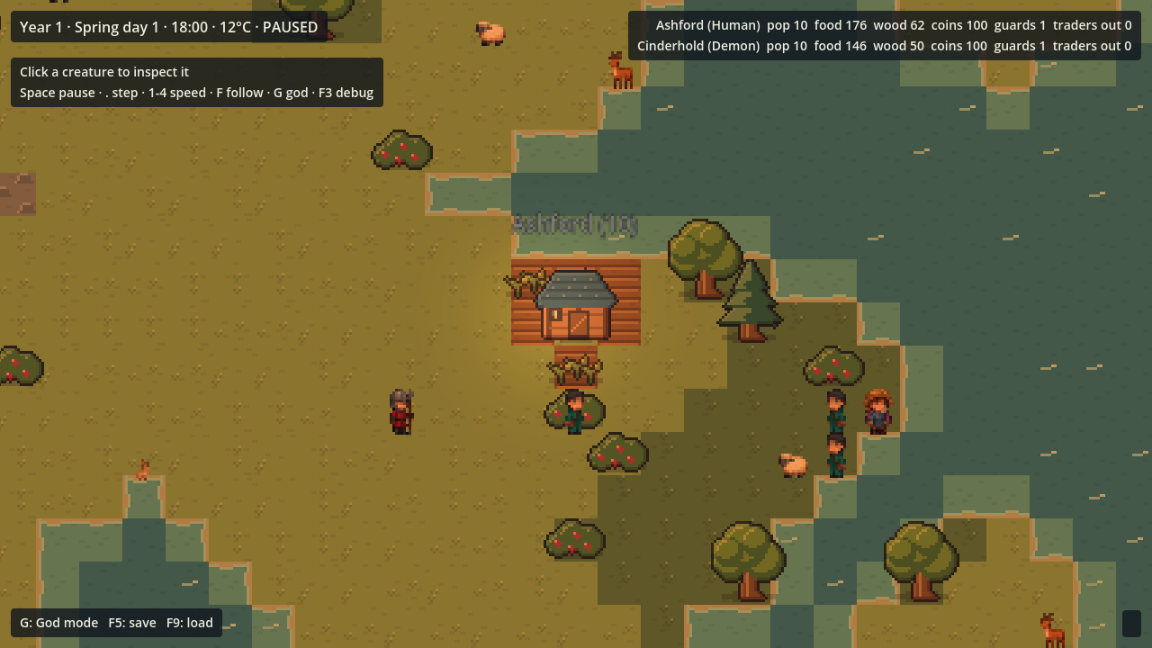 Year 1 · Spring day 1 · 18:00 · 12°C · PAUSED
Ashford (Human) pop 10 food 176 wood 62 coins 100 guards 1 traders out 0
Cinderhold (Demon) pop 10 food 146 wood 50 coins 100 guards 1 traders out 0
Click a creature to inspect it
Space pause · . step · 1-4 speed · F follow · G god · F3 debug
Ashford (10)
G: God mode F5: save F9: load